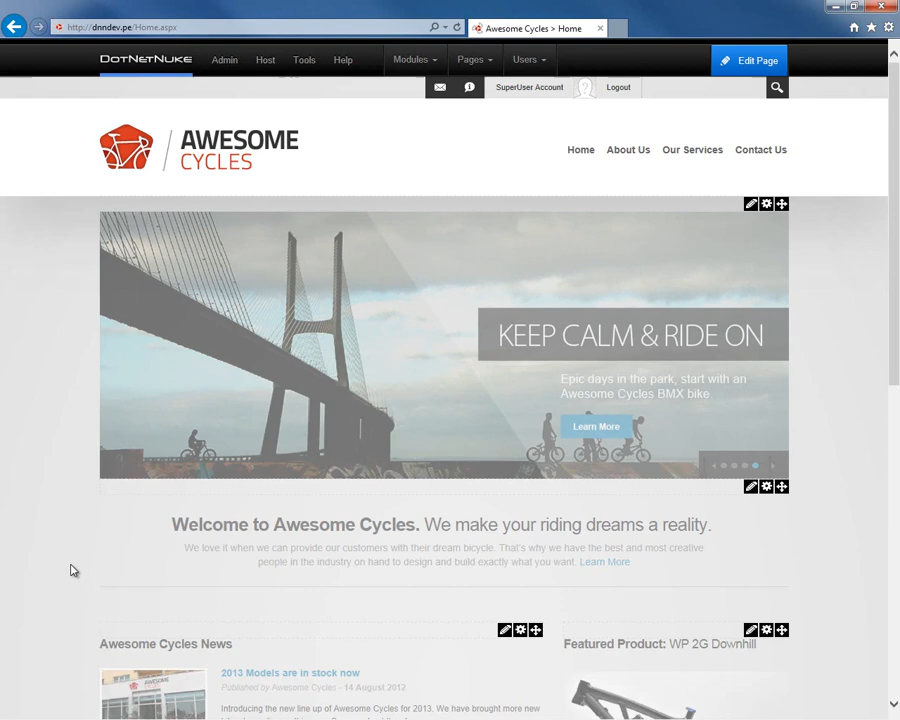 http://dnndev.pe/Home.aspx
Awesome Cycles > Home
DOTNETNUKE Admin Host Tools Help Modules Pages Users Edit Page
SuperUser Account Logout
AWESOME
CYCLES
Home About Us Our Services Contact Us
KEEP CALM & RIDE ON
Epic days in the park, start with an
Awesome Cycles BMX bike.
Learn More
Welcome to Awesome Cycles. We make your riding dreams a reality.
We love it when we can provide our customers with their dream bicycle. That's why we have the best and most creative
people in the industry on hand to design and build exactly what you want. Learn More
Awesome Cycles News
Featured Product: WP 2G Downhill
AWESOME
2013 Models are in stock now
Published by Awesome Cycles - 14 August 2012
Introducing the new line up of Awesome Cycles for 2013. We have brought more new